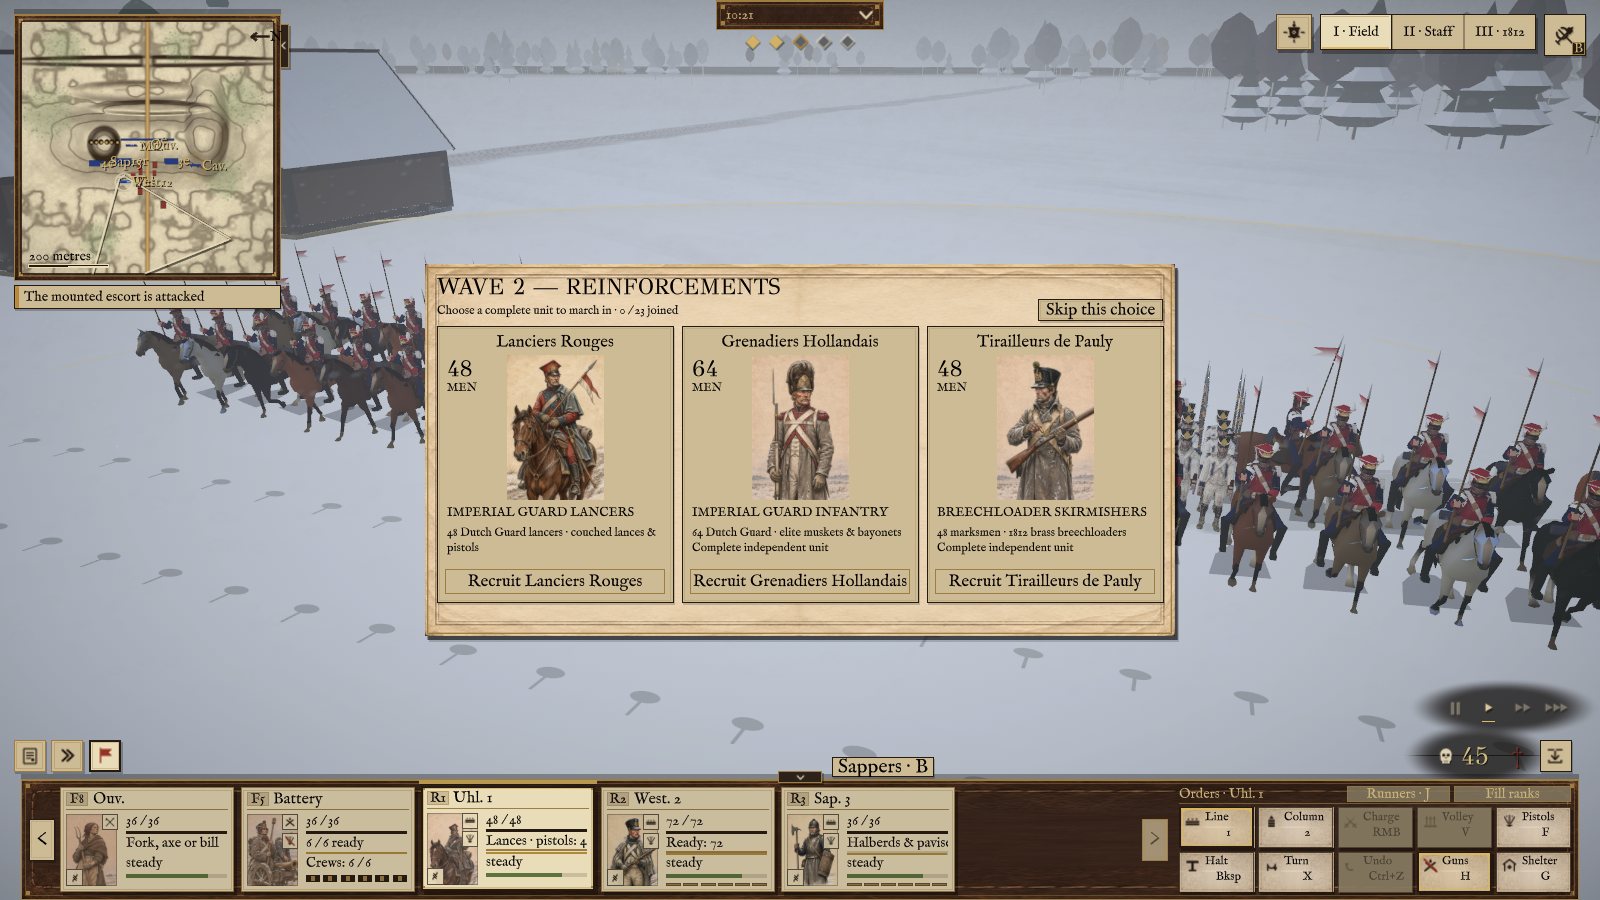 10:21
N
I · Field
II · Staff
III · 1812
B
Cav.
200 metres
The mounted escort is attacked
WAVE 2 — REINFORCEMENTS
Choose a complete unit to march in · 0 / 23 joined
Skip this choice
Lanciers Rouges
48
MEN
IMPERIAL GUARD LANCERS
48 Dutch Guard lancers · couched lances &
pistols
Recruit Lanciers Rouges
Grenadiers Hollandais
64
MEN
IMPERIAL GUARD INFANTRY
64 Dutch Guard · elite muskets & bayonets
Complete independent unit
Recruit Grenadiers Hollandais
Tirailleurs de Pauly
48
MEN
BREECHLOADER SKIRMISHERS
48 marksmen · 1812 brass breechloaders
Complete independent unit
Recruit Tirailleurs de Pauly
45
Sappers · B
F8 Ouv.
36 / 36
Fork, axe or bill
steady
F5 Battery
36 / 36
6 / 6 ready
Crews: 6 / 6
R1 Uhl. 1
48 / 48
Lances · pistols: 4
steady
R2 West. 2
72 / 72
Ready: 72
steady
R3 Sap. 3
36 / 36
Halberds & pavise
steady
Orders · Uhl. 1
Runners · J
Fill ranks
Line
1
Column
2
Charge
RMB
Volley
V
Pistols
F
Halt
Bksp
Turn
X
Undo
Ctrl+Z
Guns
H
Shelter
G